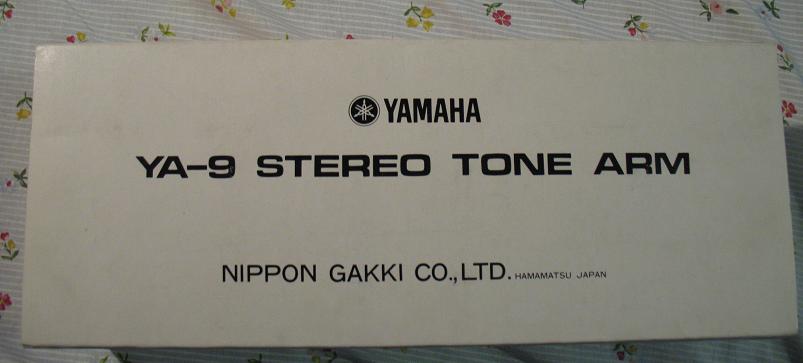 YAMAHA
YA-9 STEREO TONE ARM
NIPPON GAKKI CO.,LTD. HAMAMATSU JAPAN